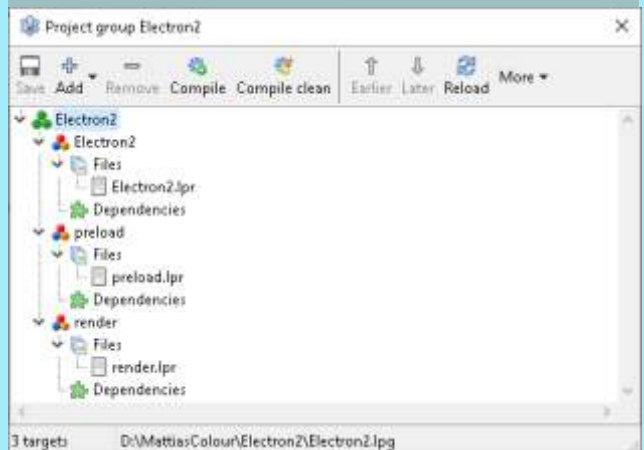 Project group Electron2
Save Add Remove Compile Compile clean Earlier Later Reload More
Electron2
Electron2
Files
Electron2.lpr
Dependencies
preload
Files
preload.lpr
Dependencies
render
Files
render.lpr
Dependencies
3 targets D:\MattiasColour\Electron2\Electron2.lpg